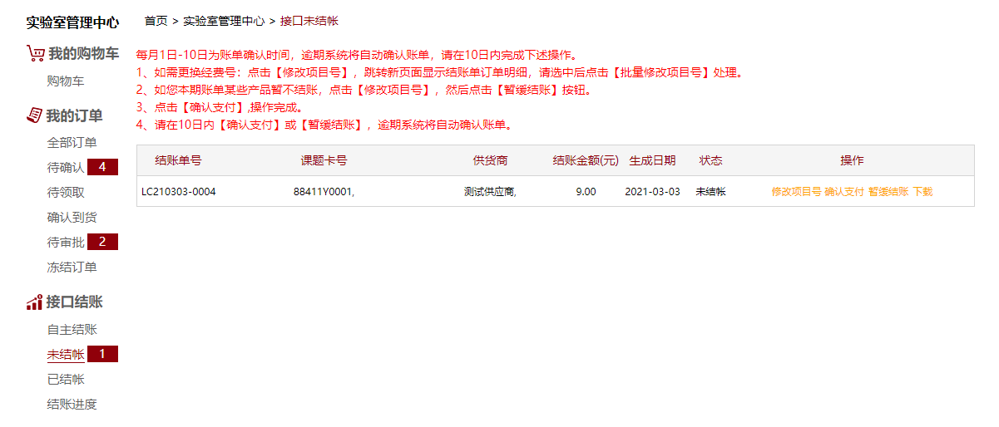 实验室管理中心
首页 > 实验室管理中心 > 接口未结帐
我的购物车
购物车
我的订单
全部订单
待确认 4
待领取
确认到货
待审批 2
冻结订单
接口结账
自主结账
未结帐 1
已结帐
结账进度
每月1日-10日为账单确认时间，逾期系统将自动确认账单，请在10日内完成下述操作。
1、如需更换经费号：点击【修改项目号】，跳转新页面显示结账单订单明细，请选中后点击【批量修改项目号】处理。
2、如您本期账单某些产品暂不结账，点击【修改项目号】，然后点击【暂缓结账】按钮。
3、点击【确认支付】,操作完成。
4、请在10日内【确认支付】或【暂缓结账】，逾期系统将自动确认账单。
结账单号 课题卡号 供货商 结账金额(元) 生成日期 状态 操作
LC210303-0004 88411Y0001, 测试供应商, 9.00 2021-03-03 未结帐 修改项目号 确认支付 暂缓结账 下载